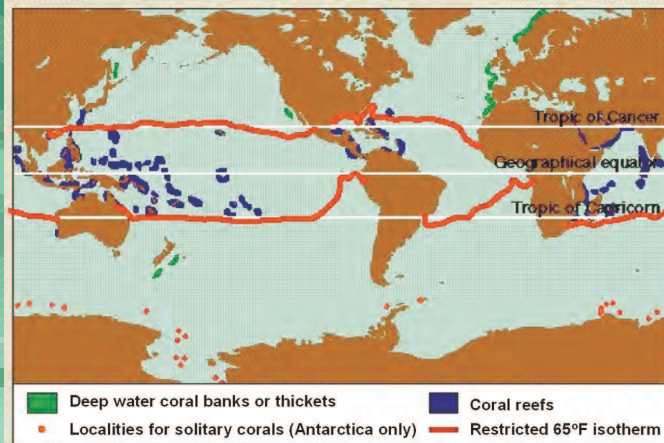 Tropic of Cancer
Geographical equator
Tropic of Capricorn
Deep water coral banks or thickets
Coral reefs
Localities for solitary corals (Antarctica only)
Restricted 65°F isotherm